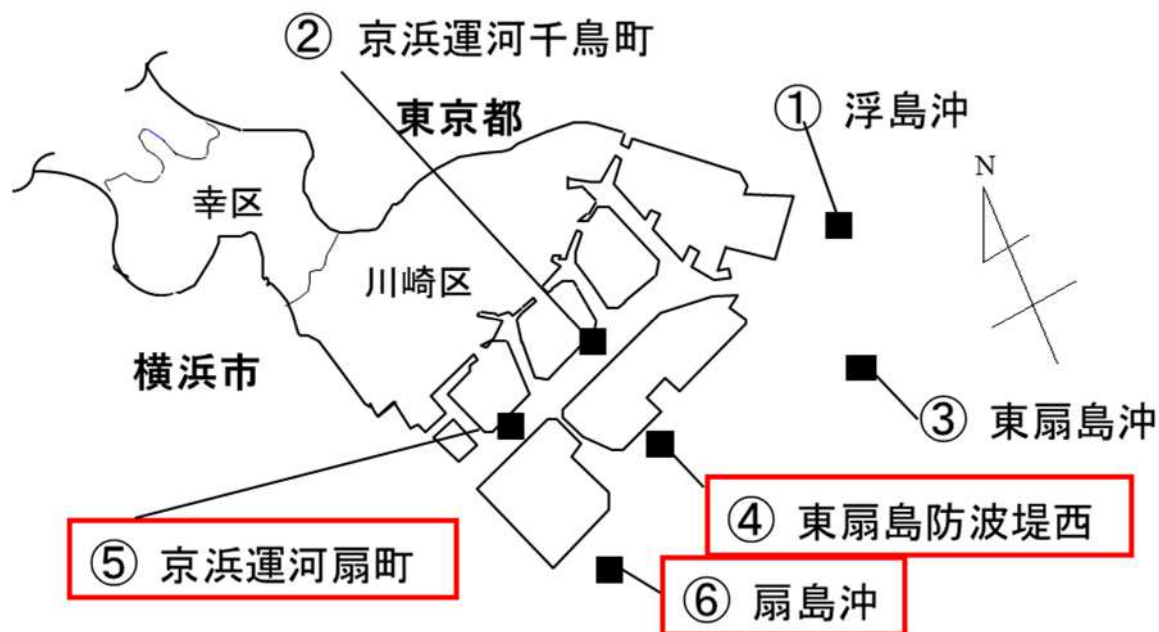 ② 京浜運河千鳥町
東京都
① 浮島沖
N
幸区
川崎区
横浜市
③ 東扇島沖
④ 東扇島防波堤西
⑤ 京浜運河扇町
⑥ 扇島沖